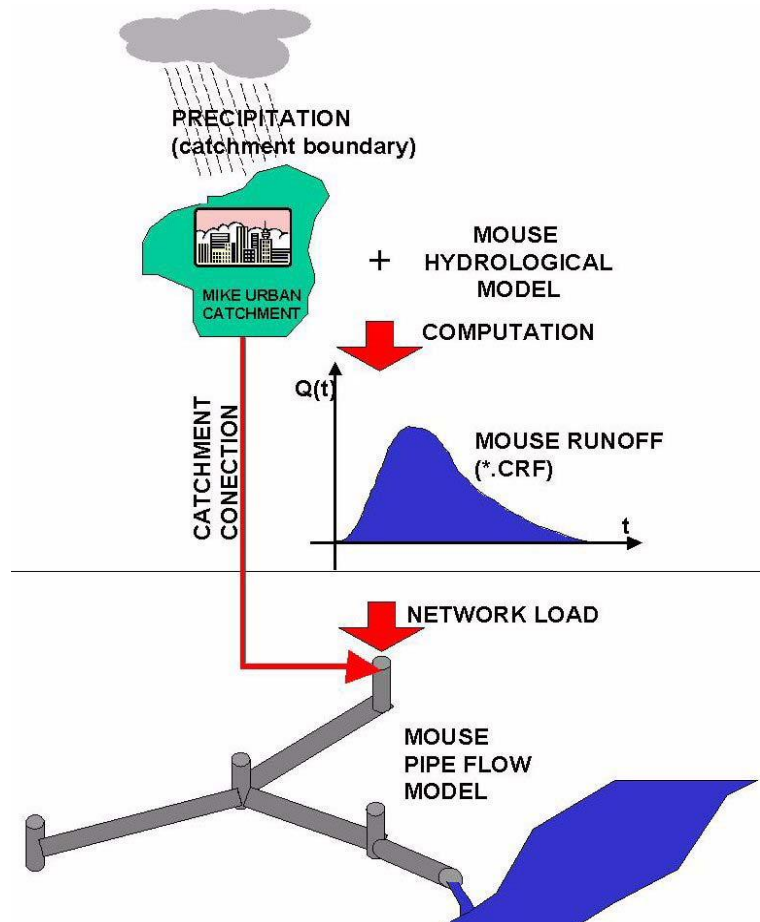 PRECIPITATION
(catchment boundary)
MIKE URBAN
CATCHMENT
+
MOUSE
HYDROLOGICAL
MODEL
COMPUTATION
Q(t)
MOUSE RUNOFF
(*.CRF)
t
CATCHMENT
CONECTION
NETWORK LOAD
MOUSE
PIPE FLOW
MODEL